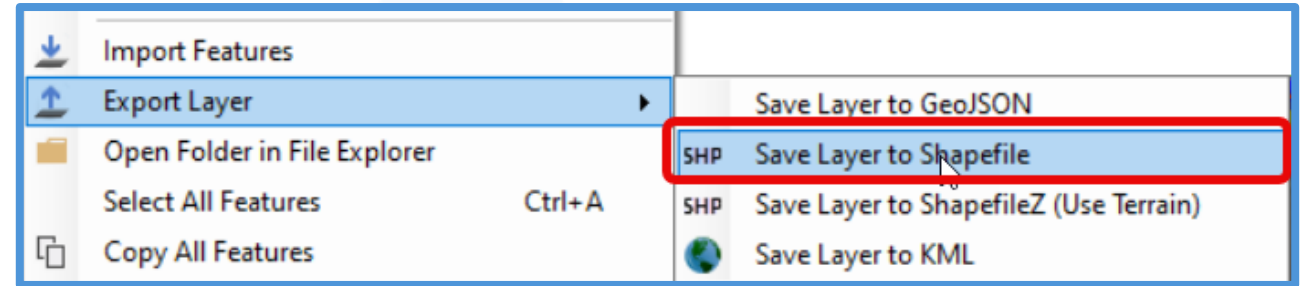 Import Features
Export Layer
Open Folder in File Explorer
Select All Features Ctrl+A
Copy All Features
Save Layer to GeoJSON
SHP Save Layer to Shapefile
SHP Save Layer to ShapefileZ (Use Terrain)
Save Layer to KML